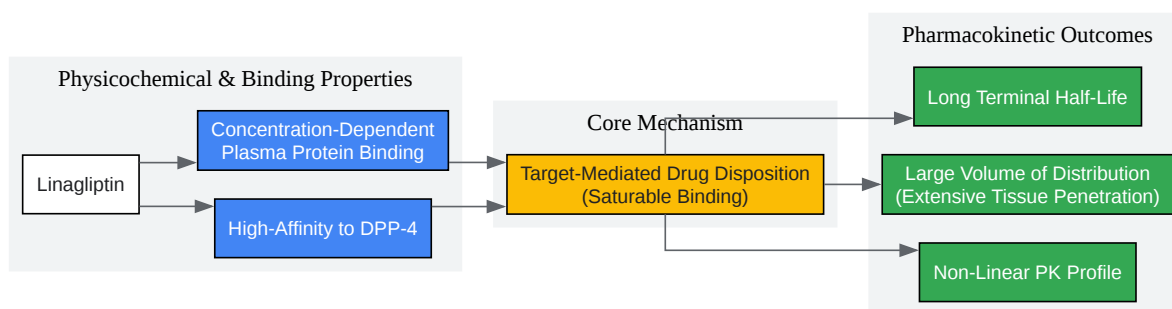 Physicochemical & Binding Properties
Linagliptin
Concentration-Dependent
Plasma Protein Binding
High-Affinity to DPP-4
Core Mechanism
Target-Mediated Drug Disposition
(Saturable Binding)
Pharmacokinetic Outcomes
Long Terminal Half-Life
Large Volume of Distribution
(Extensive Tissue Penetration)
Non-Linear PK Profile